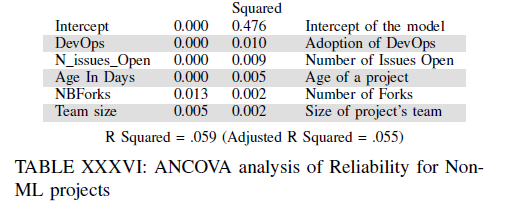 Squared
Intercept 0.000 0.476 Intercept of the model
DevOps 0.000 0.010 Adoption of DevOps
N_issues_Open 0.000 0.009 Number of Issues Open
Age In Days 0.000 0.005 Age of a project
NBForks 0.013 0.002 Number of Forks
Team size 0.005 0.002 Size of project's team
R Squared = .059 (Adjusted R Squared = .055)
TABLE XXXVI: ANCOVA analysis of Reliability for Non-
ML projects